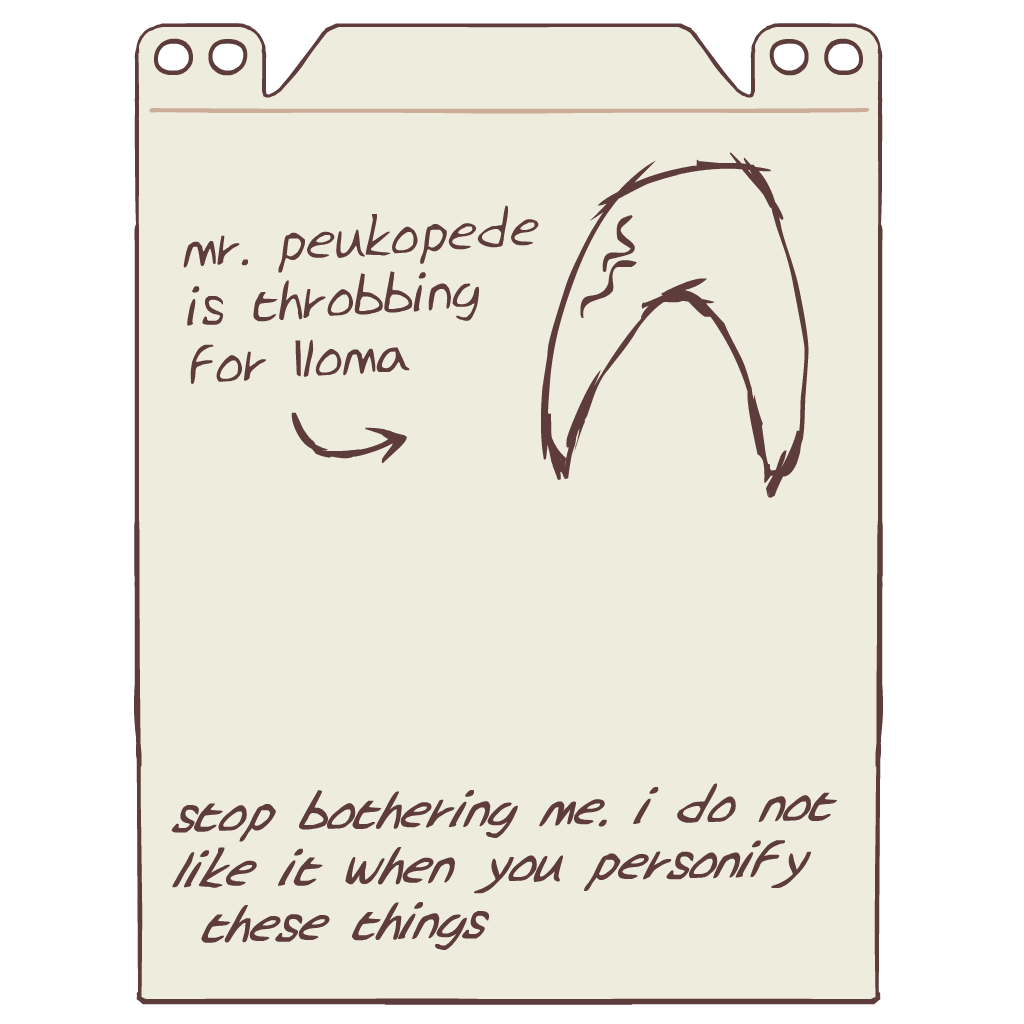 mr. peukopede
is throbbing
for lloma
stop bothering me. i do not
like it when you personify
these things